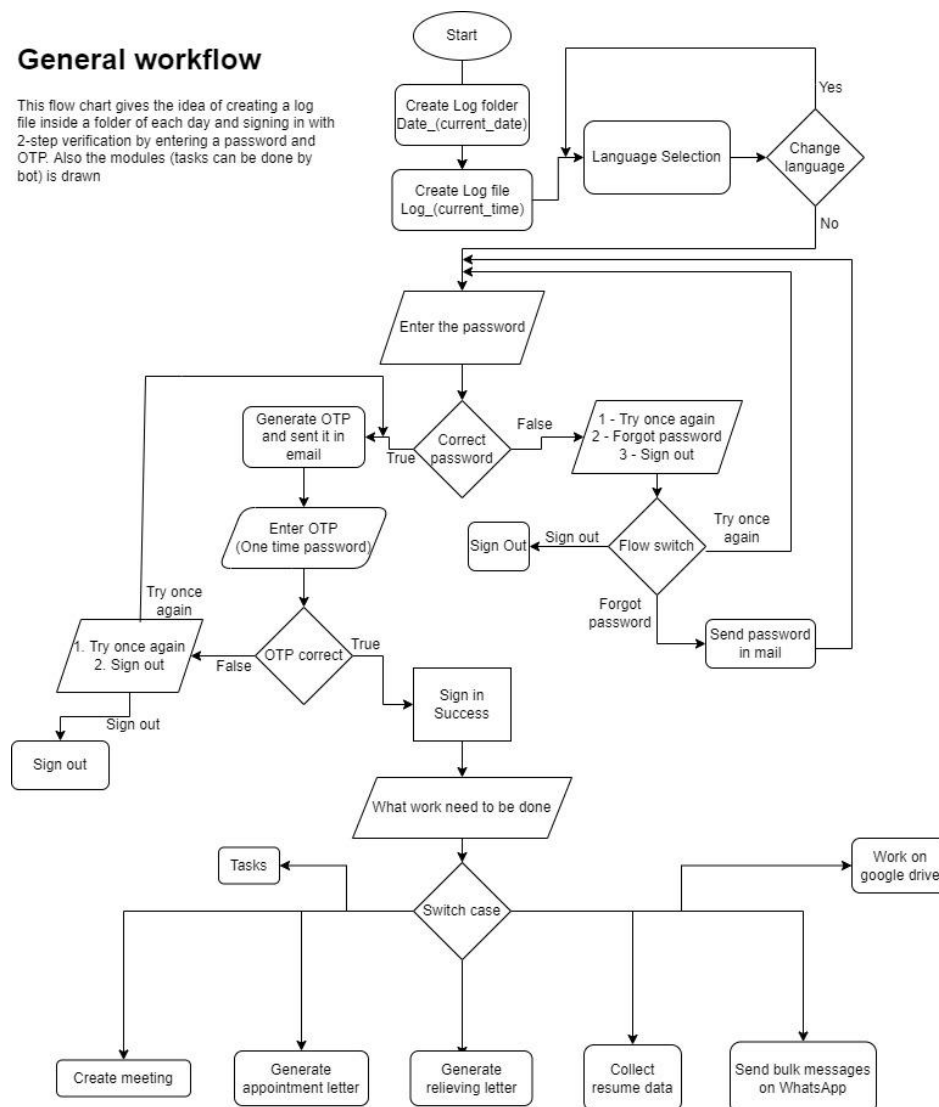 General workflow
This flow chart gives the idea of creating a log
file inside a folder of each day and signing in with
2-step verification by entering a password and
OTP. Also the modules (tasks can be done by
bot) is drawn
Start
Create Log folder
Date_(current_date)
Create Log file
Log_(current_time)
Language Selection
Change
language
Yes
No
Enter the password
Correct
password
True
False
Generate OTP
and sent it in
email
1 - Try once again
2 - Forgot password
3 - Sign out
Enter OTP
(One time password)
Flow switch
Sign out
Sign Out
Try once
again
Forgot
password
Send password
in mail
OTP correct
False
True
Try once
again
1. Try once again
2. Sign out
Sign out
Sign out
Sign in
Success
What work need to be done
Switch case
Tasks
Work on
google drive
Create meeting
Generate
appointment letter
Generate
relieving letter
Collect
resume data
Send bulk messages
on WhatsApp